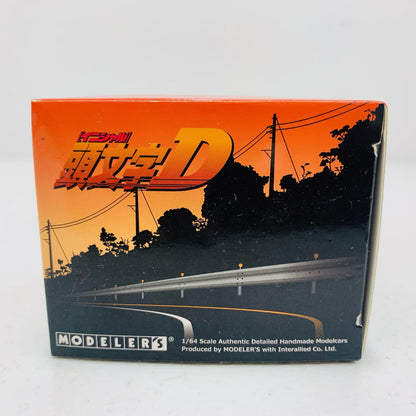 [イニシャル]
頭文字D
MODELER'S®
1/64 Scale Authentic Detailed Handmade Modelcars
Produced by MODELER'S with Interallied Co. Ltd.